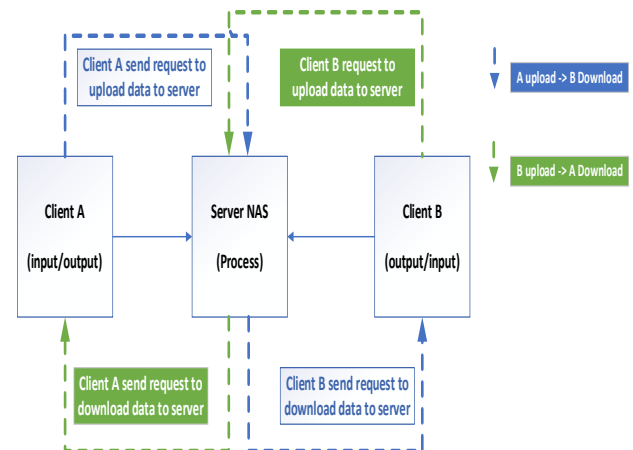 Client A send request to
upload data to server
Client B request to
upload data to server
A upload -> B Download
B upload -> A Download
Client A
(input/output)
Server NAS
(Process)
Client B
(output/input)
Client A send request to
download data to server
Client B send request to
download data to server